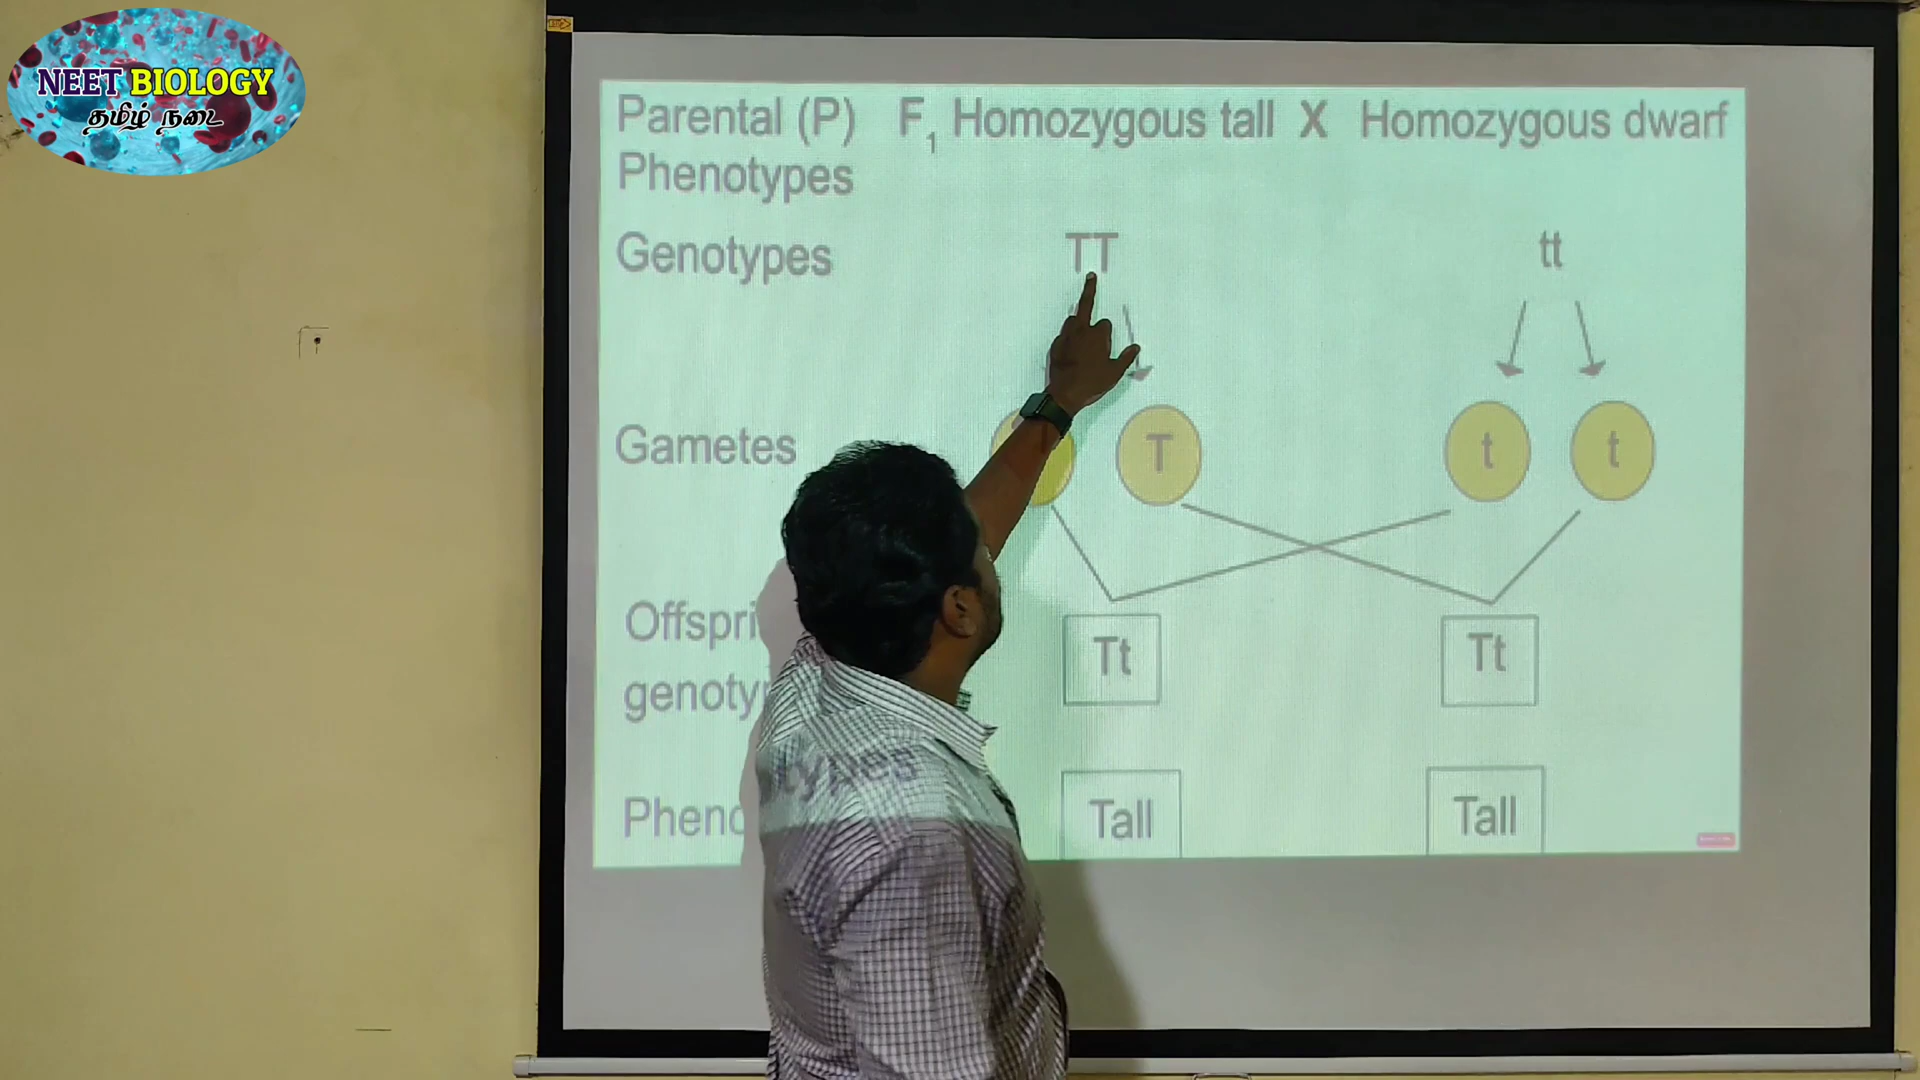 NEET BIOLOGY
தமிழ் நடை
Parental (P) F1 Homozygous tall X Homozygous dwarf
Phenotypes
Genotypes TT tt
Gametes T t t
Offspri Tt Tt
genoty
Pheno types Tall Tall